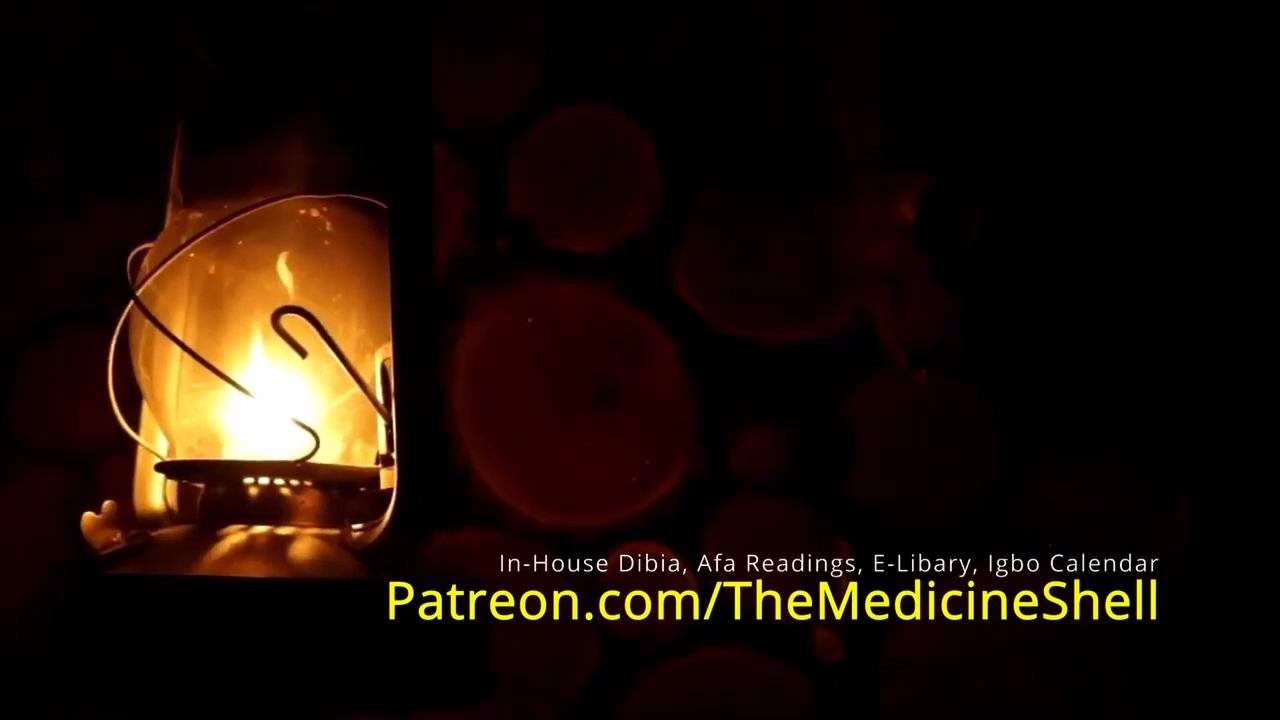 In-House Dibia, Afa Readings, E-Libary, Igbo Calendar
Patreon.com/TheMedicineShell